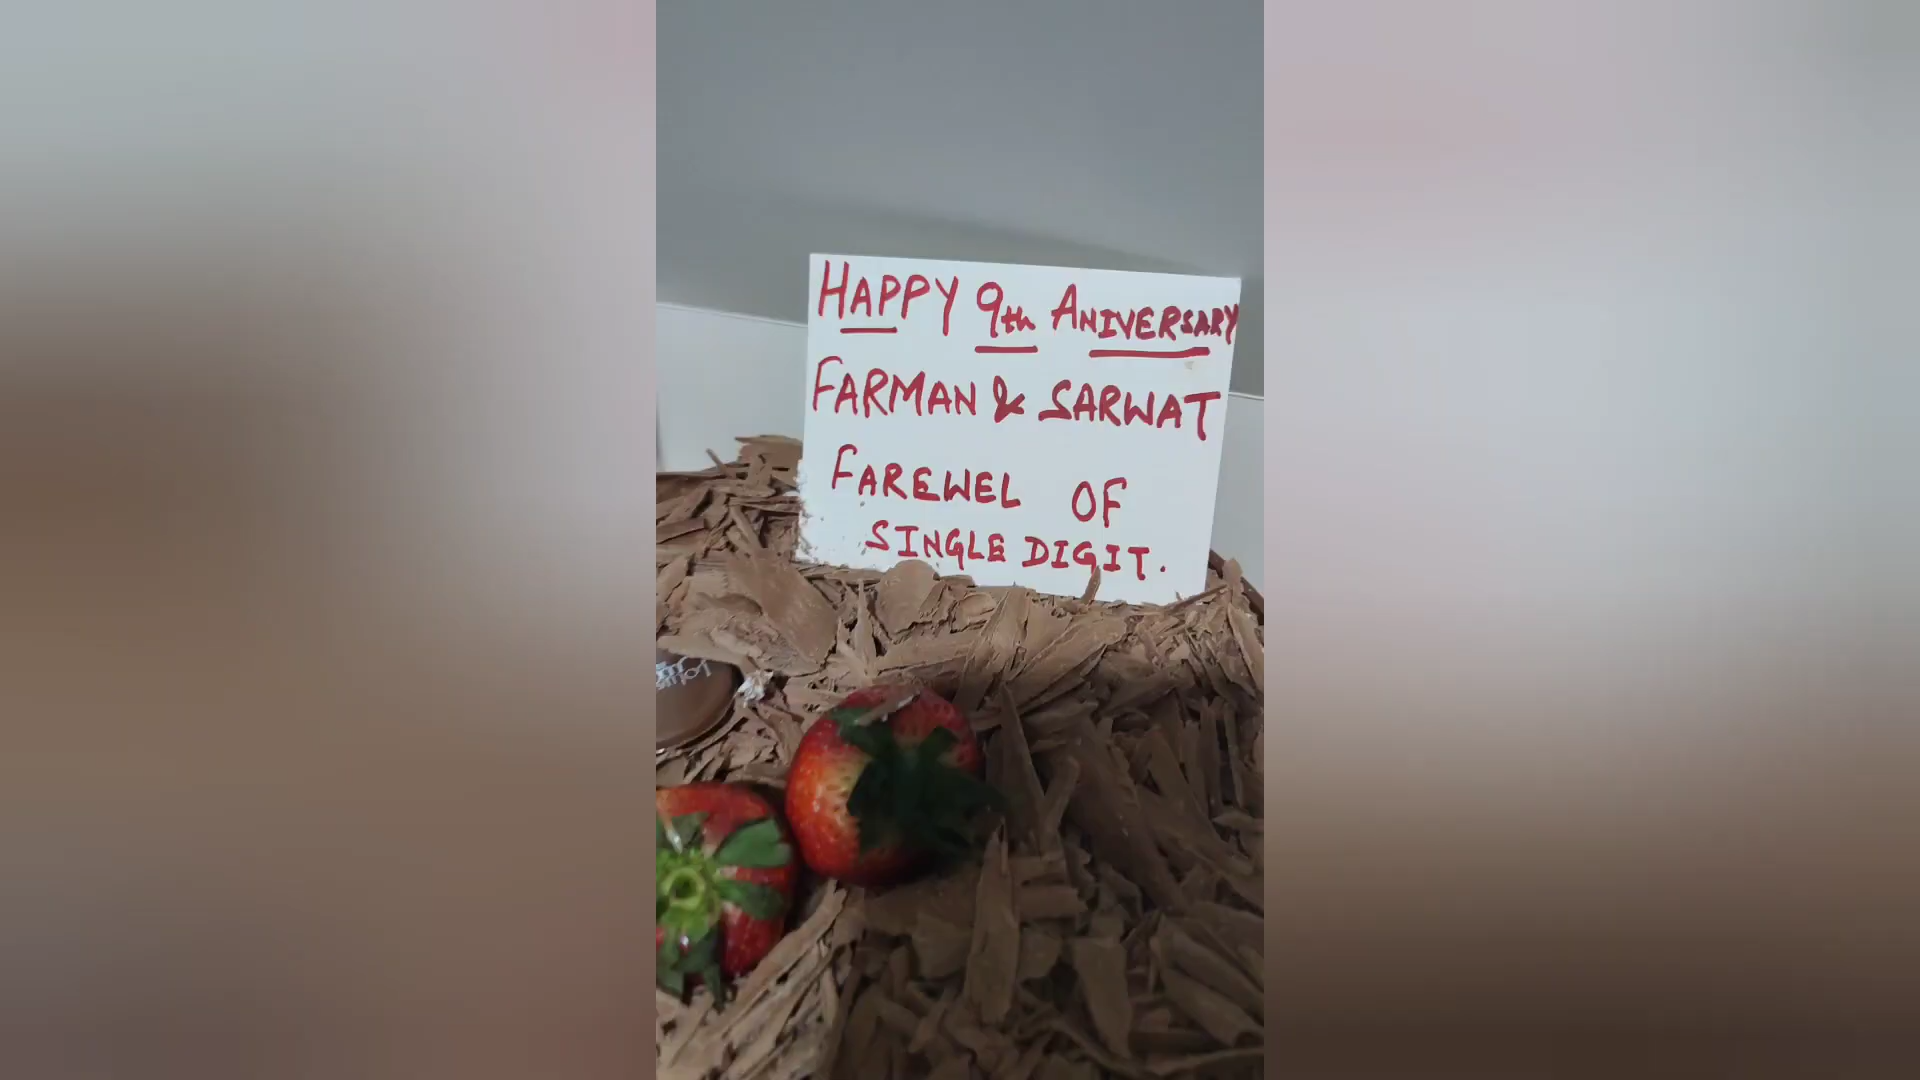 HAPPY 9th ANIVERSARY
FARMAN & SARWAT
FAREWEL OF
SINGLE DIGIT.